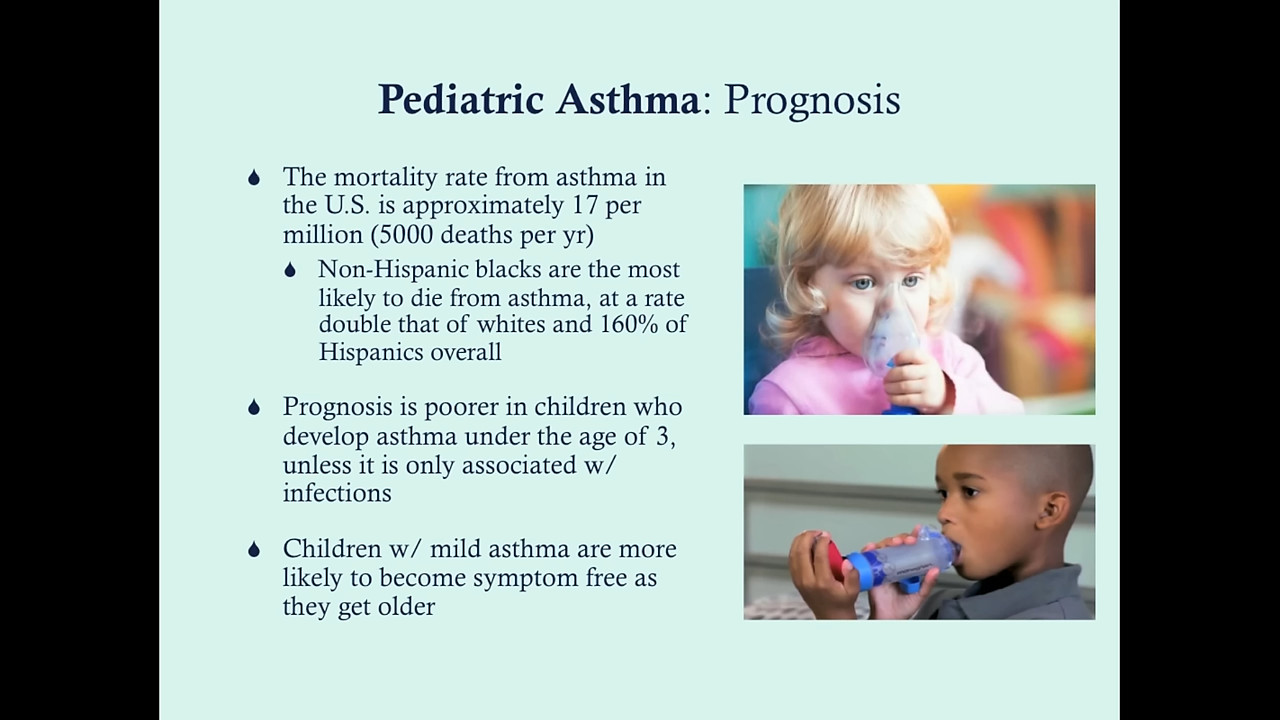 Pediatric Asthma: Prognosis
The mortality rate from asthma in
the U.S. is approximately 17 per
million (5000 deaths per yr)
Non-Hispanic blacks are the most
likely to die from asthma, at a rate
double that of whites and 160% of
Hispanics overall
Prognosis is poorer in children who
develop asthma under the age of 3,
unless it is only associated w/
infections
Children w/ mild asthma are more
likely to become symptom free as
they get older